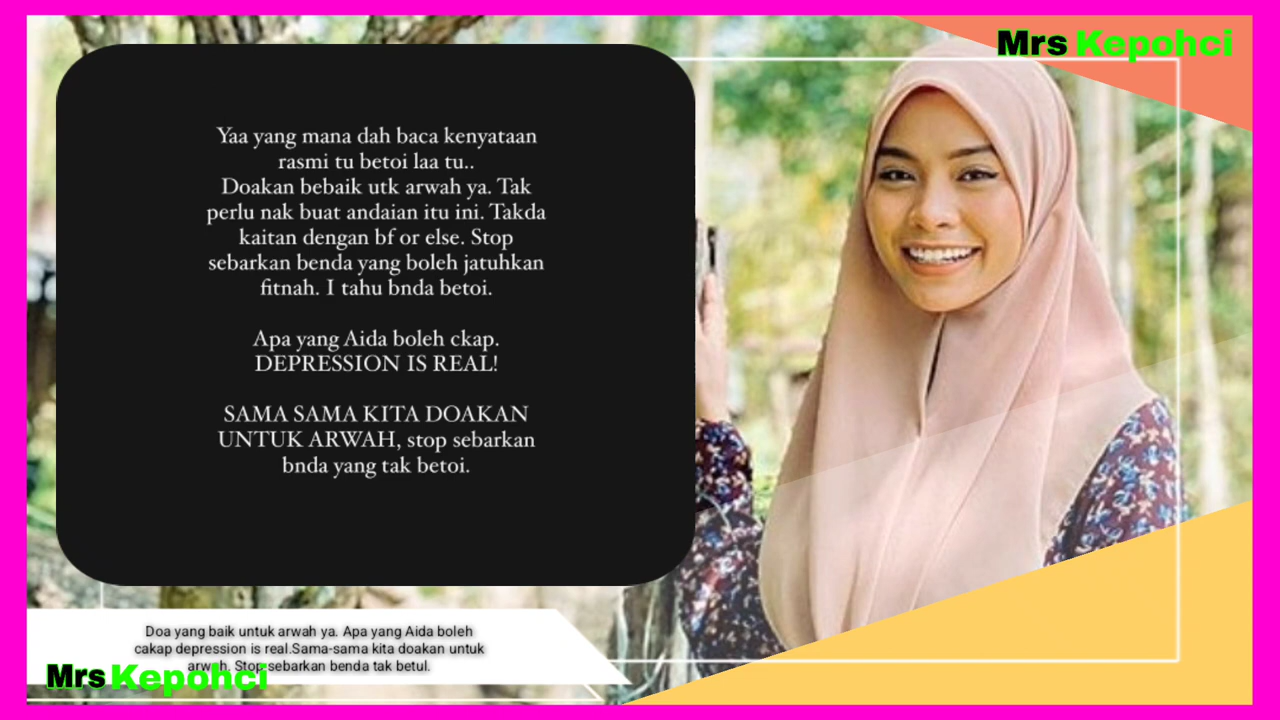 Mrs Kepohci
Yaa yang mana dah baca kenyataan
rasmi tu betoi laa tu..
Doakan bebaik utk arwah ya. Tak
perlu nak buat andaian itu ini. Takda
kaitan dengan bf or else. Stop
sebarkan benda yang boleh jatuhkan
fitnah. I tahu bnda betoi.
Apa yang Aida boleh ckap.
DEPRESSION IS REAL!
SAMA SAMA KITA DOAKAN
UNTUK ARWAH, stop sebarkan
bnda yang tak betoi.
Doa yang baik untuk arwah ya. Apa yang Aida boleh
cakap depression is real.Sama-sama kita doakan untuk
arwah. Stop sebarkan benda tak betul.
Mrs Kepohci